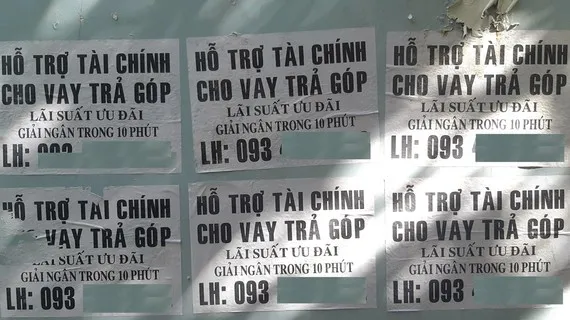 HỖ TRỢ TÀI CHÍNH
CHO VAY TRẢ GÓP
LÃI SUẤT ƯU ĐÃI
GIẢI NGÂN TRONG 10 PHÚT
LH:
HỖ TRỢ TÀI CHÍNH
CHO VAY TRẢ GÓP
LÃI SUẤT ƯU ĐÃI
GIẢI NGÂN TRONG 10 PHÚT
LH: 093
HỖ TRỢ TÀI CHÍNH
CHO VAY TRẢ GÓP
LÃI SUẤT ƯU ĐÃI
GIẢI NGÂN TRONG 10 PHÚT
LH: 093
HỖ TRỢ TÀI CHÍNH
VAY TRẢ GÓP
LÃI SUẤT ƯU ĐÃI
GIẢI NGÂN TRONG 10 PHÚT
LH: 093
HỖ TRỢ TÀI CHÍNH
CHO VAY TRẢ GÓP
LÃI SUẤT ƯU ĐÃI
GIẢI NGÂN TRONG 10 PHÚT
LH: 093
HỖ TRỢ TÀI CHÍNH
CHO VAY TRẢ GÓP
LÃI SUẤT ƯU ĐÃI
GIẢI NGÂN TRONG 10 PHÚT
LH: 093